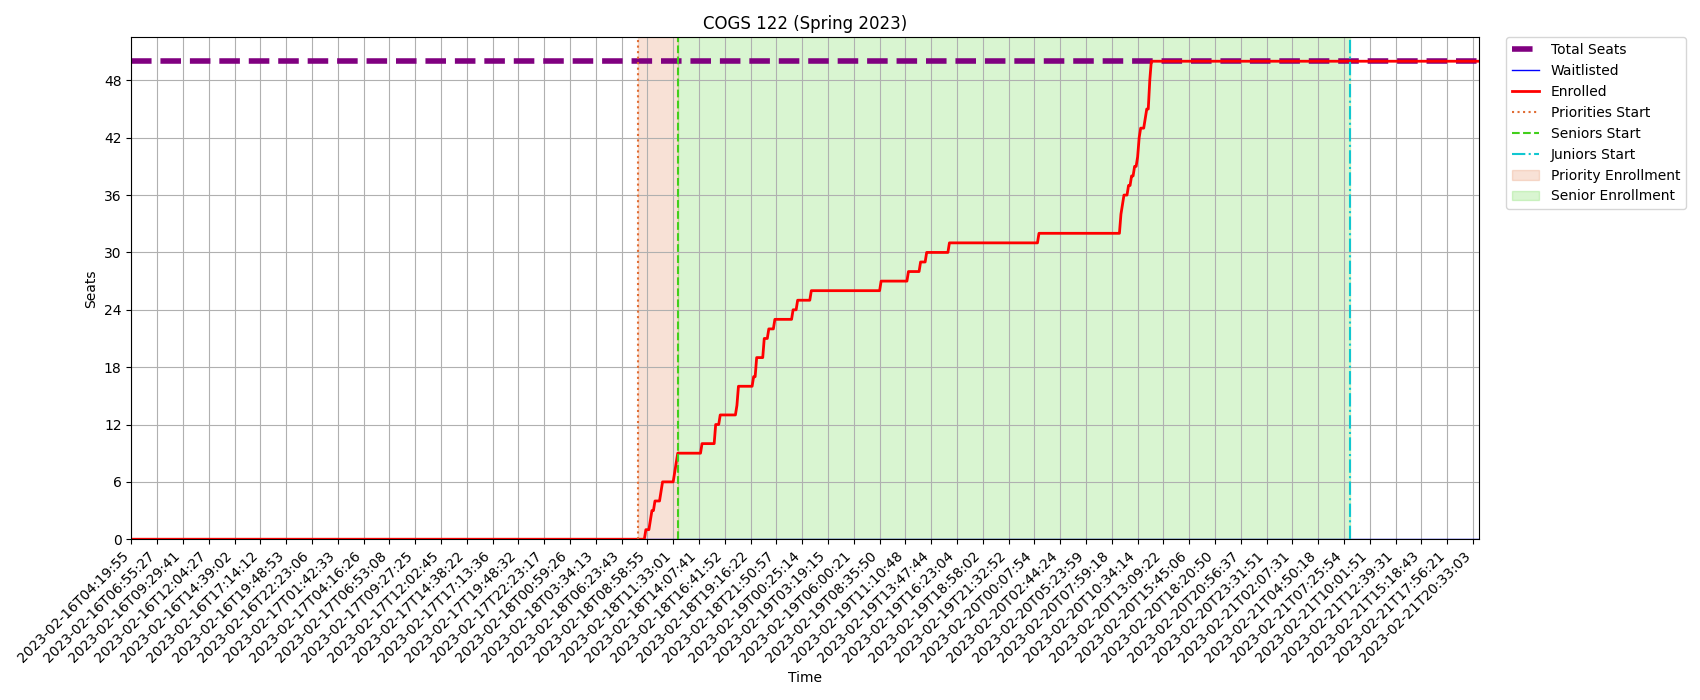 COGS 122 (Spring 2023)
Total Seats
Waitlisted
Enrolled
Priorities Start
Seniors Start
Juniors Start
Priority Enrollment
Senior Enrollment
Seats
48
42
36
30
24
18
12
6
0
2023-02-16T04:19:55
2023-02-16T06:55:27
2023-02-16T09:29:41
2023-02-16T12:04:27
2023-02-16T14:39:02
2023-02-16T17:14:12
2023-02-16T19:48:53
2023-02-16T22:23:06
2023-02-17T01:42:33
2023-02-17T04:16:26
2023-02-17T06:53:08
2023-02-17T09:27:25
2023-02-17T12:02:45
2023-02-17T14:38:22
2023-02-17T17:13:36
2023-02-17T19:48:32
2023-02-17T22:23:17
2023-02-18T00:59:26
2023-02-18T03:34:13
2023-02-18T06:23:43
2023-02-18T08:58:55
2023-02-18T11:33:01
2023-02-18T14:07:41
2023-02-18T16:41:52
2023-02-18T19:16:22
2023-02-18T21:50:57
2023-02-19T00:25:14
2023-02-19T03:19:15
2023-02-19T06:00:21
2023-02-19T08:35:50
2023-02-19T11:10:48
2023-02-19T13:47:44
2023-02-19T16:23:04
2023-02-19T18:58:02
2023-02-19T21:32:52
2023-02-20T00:07:54
2023-02-20T02:44:24
2023-02-20T05:23:59
2023-02-20T07:59:18
2023-02-20T10:34:14
2023-02-20T13:09:22
2023-02-20T15:45:06
2023-02-20T18:20:50
2023-02-20T20:56:37
2023-02-20T23:31:51
2023-02-21T02:07:31
2023-02-21T04:50:18
2023-02-21T07:25:54
2023-02-21T10:01:51
2023-02-21T12:39:31
2023-02-21T15:18:43
2023-02-21T17:56:21
2023-02-21T20:33:03
Time